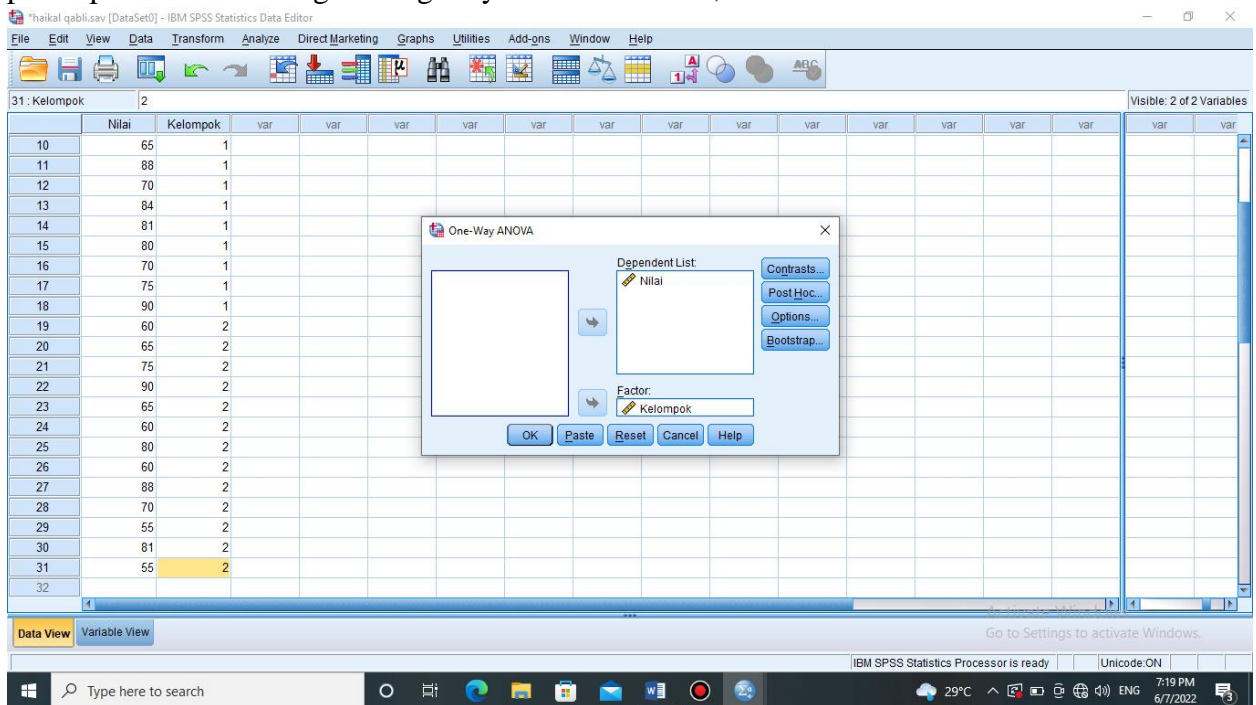 *haikal qabli.sav [DataSet0] - IBM SPSS Statistics Data Editor
File Edit View Data Transform Analyze Direct Marketing Graphs Utilities Add-ons Window Help
31 : Kelompok 2 Visible: 2 of 2 Variables
Nilai Kelompok var var var var var var var var var var var var var var var
10 65 1
11 88 1
12 70 1
13 84 1
14 81 1
15 80 1
16 70 1
17 75 1
18 90 1
19 60 2
20 65 2
21 75 2
22 90 2
23 65 2
24 60 2
25 80 2
26 60 2
27 88 2
28 70 2
29 55 2
30 81 2
31 55 2
32
One-Way ANOVA
Dependent List:
Nilai
Contrasts...
Post Hoc...
Options...
Bootstrap...
Factor:
Kelompok
OK Paste Reset Cancel Help
Go to Settings to activate Windows.
Data View Variable View
IBM SPSS Statistics Processor is ready Unicode:ON
Type here to search 29°C ENG 7:19 PM
6/7/2022
3